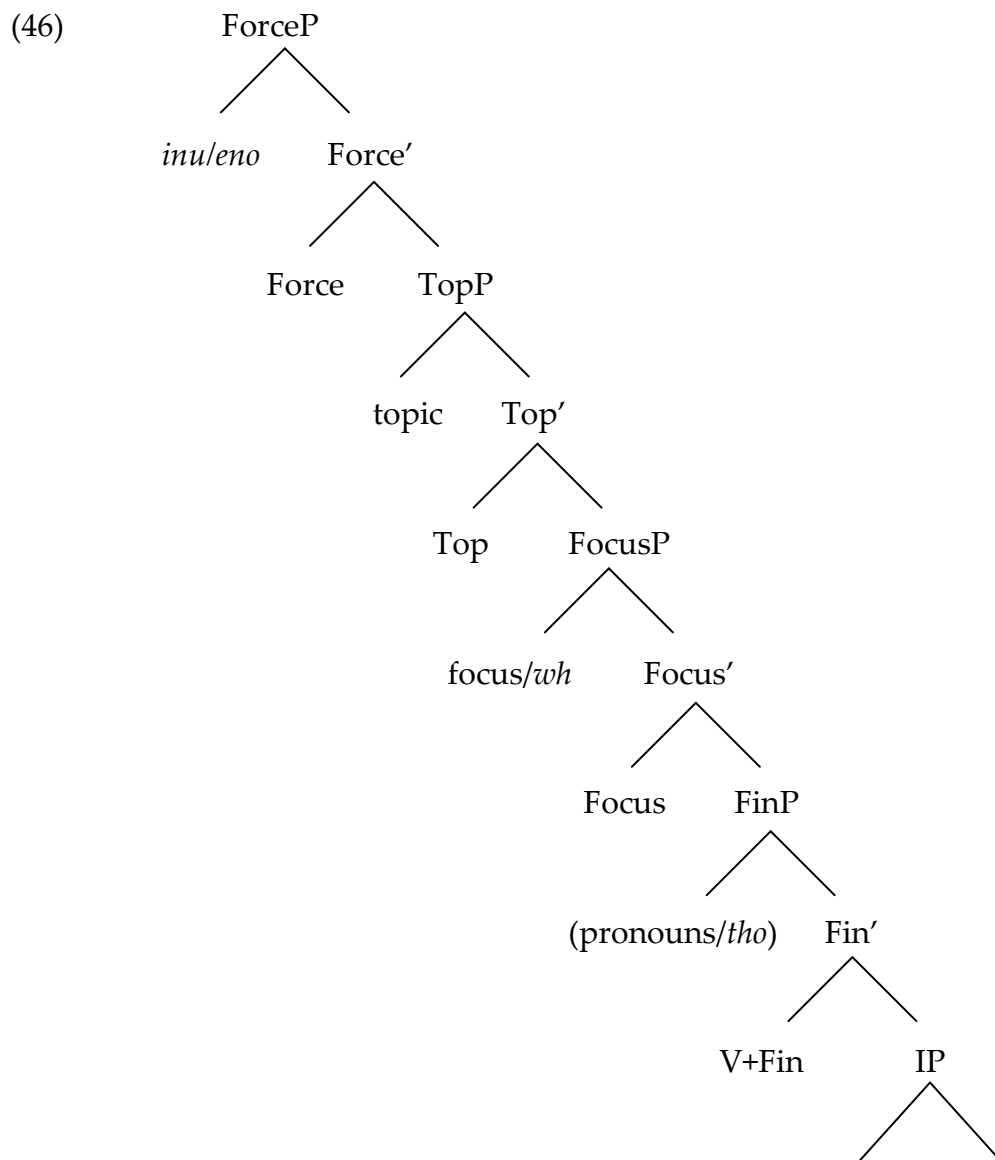 (46) ForceP
inu/eno Force’
Force TopP
topic Top’
Top FocusP
focus/wh Focus’
Focus FinP
(pronouns/tho) Fin’
V+Fin IP